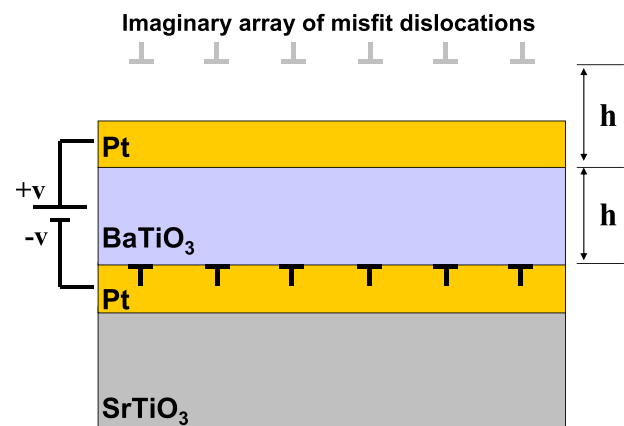 Imaginary array of misfit dislocations
h
Pt
+v
h
-v
BaTiO₃
Pt
SrTiO₃